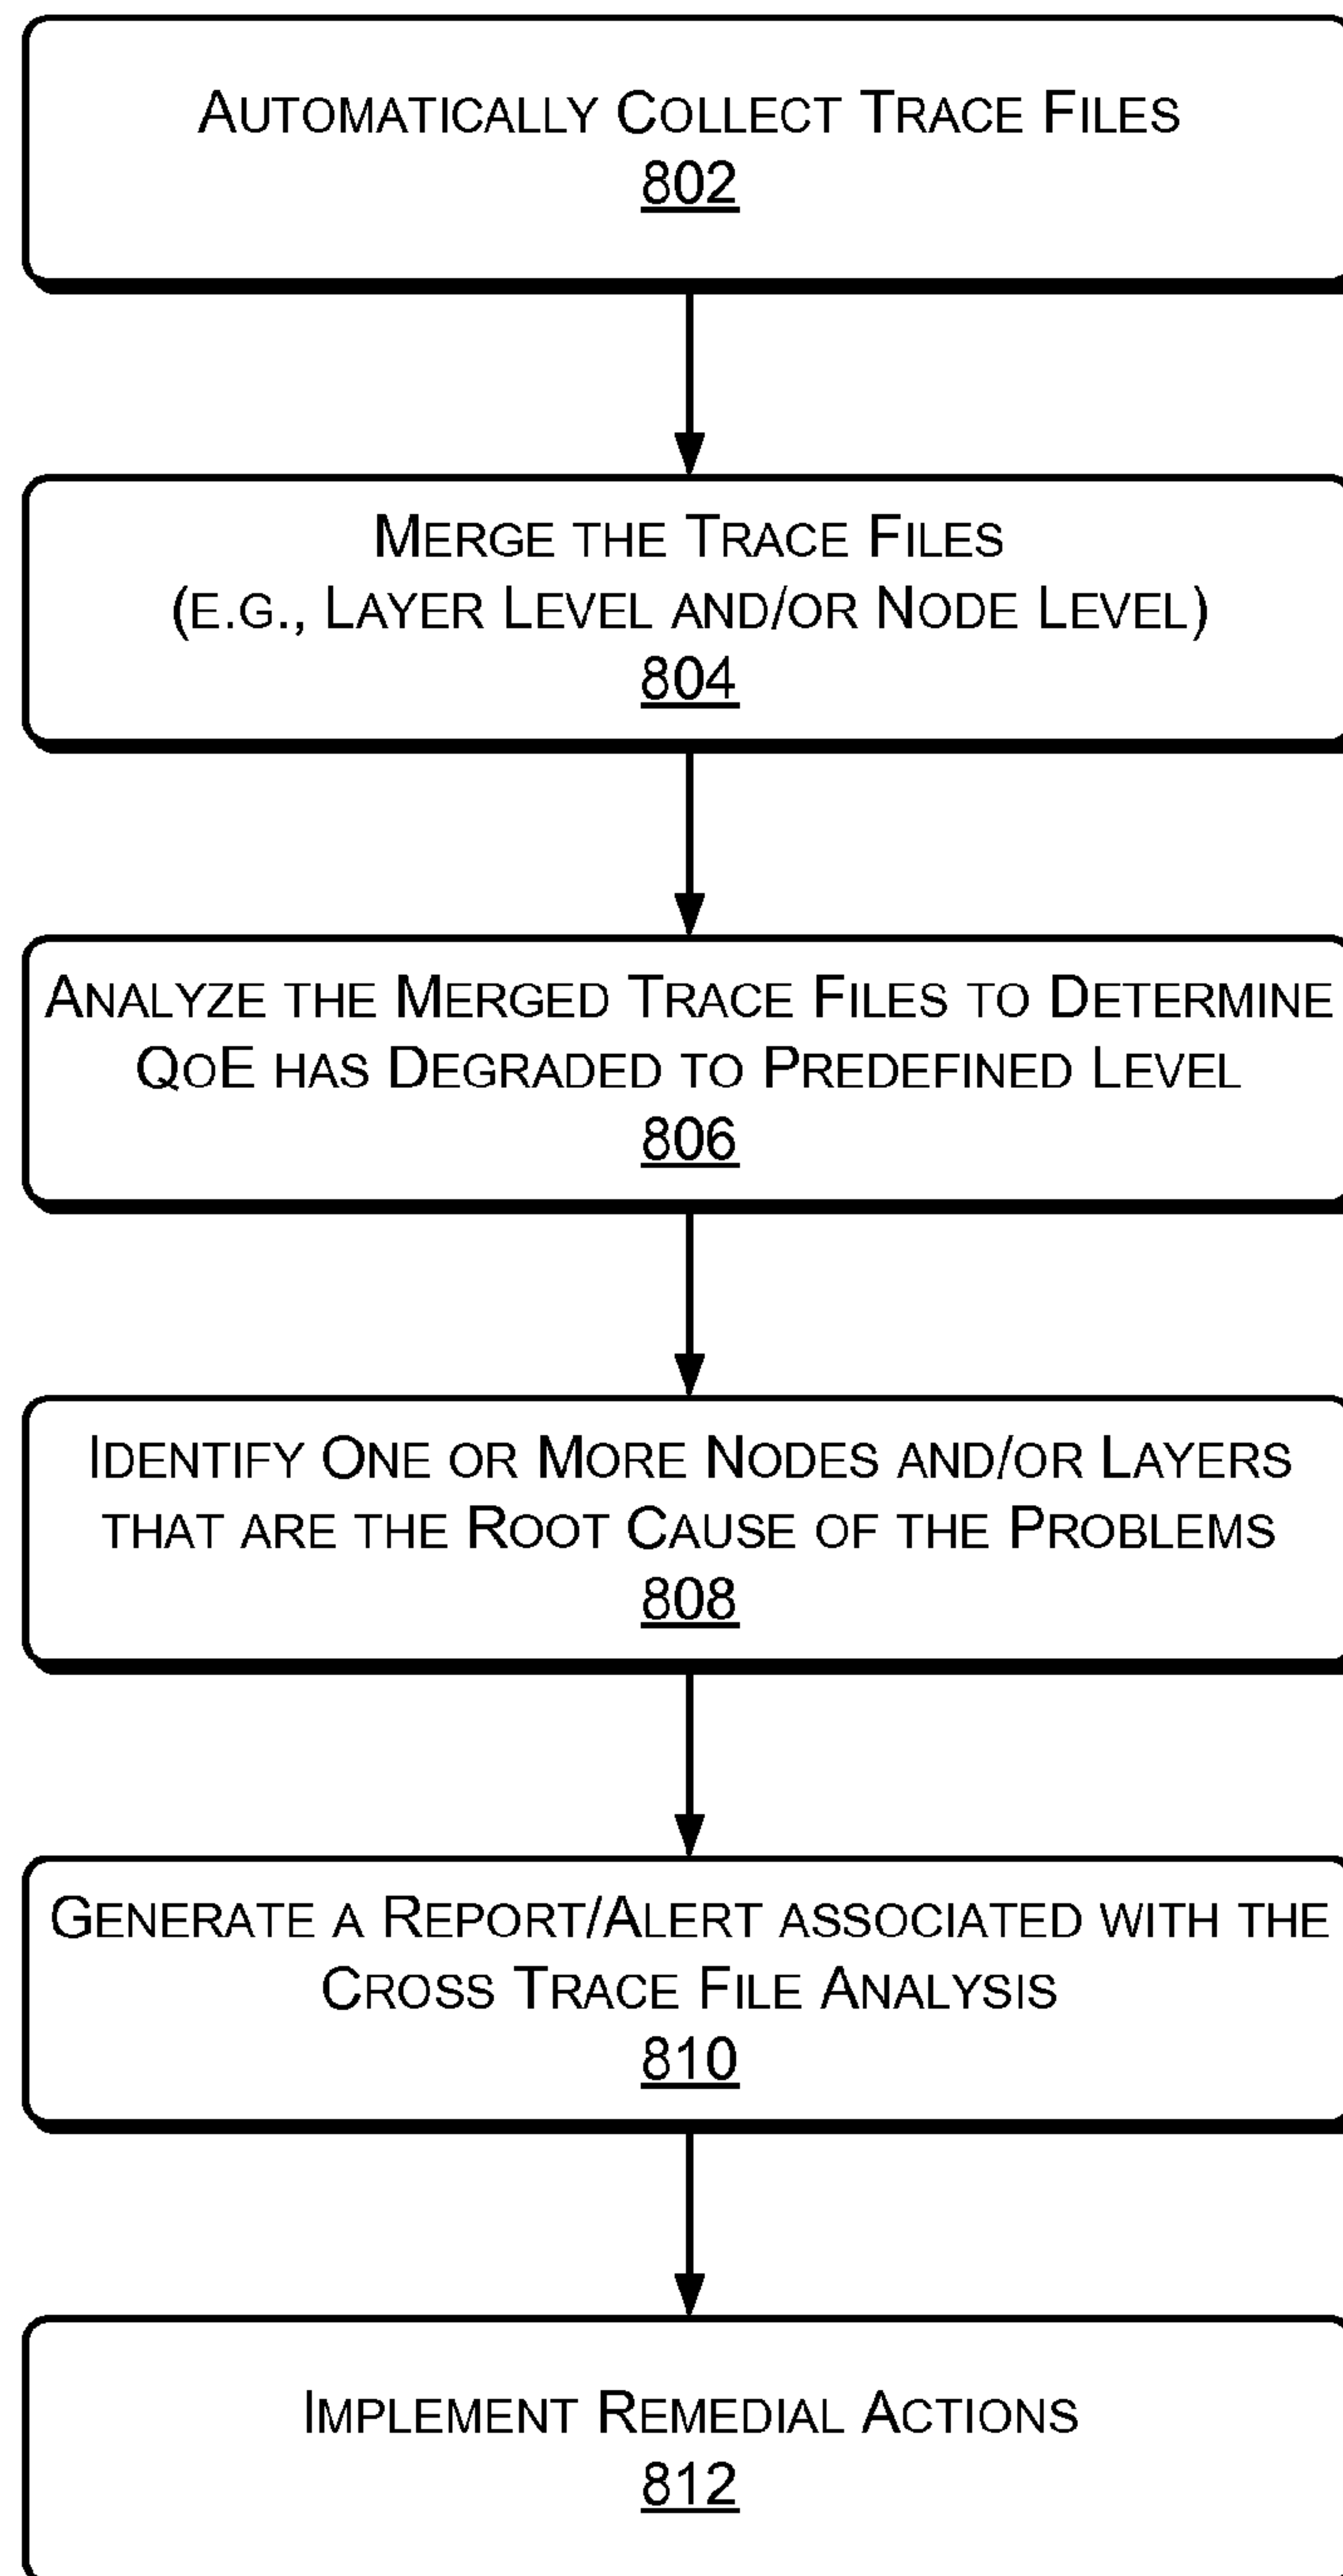 AUTOMATICALLY COLLECT TRACE FILES
802
MERGE THE TRACE FILES
(E.G., LAYER LEVEL AND/OR NODE LEVEL)
804
ANALYZE THE MERGED TRACE FILES TO DETERMINE
QOE HAS DEGRADED TO PREDEFINED LEVEL
806
IDENTIFY ONE OR MORE NODES AND/OR LAYERS
THAT ARE THE ROOT CAUSE OF THE PROBLEMS
808
GENERATE A REPORT/ALERT ASSOCIATED WITH THE
CROSS TRACE FILE ANALYSIS
810
IMPLEMENT REMEDIAL ACTIONS
812